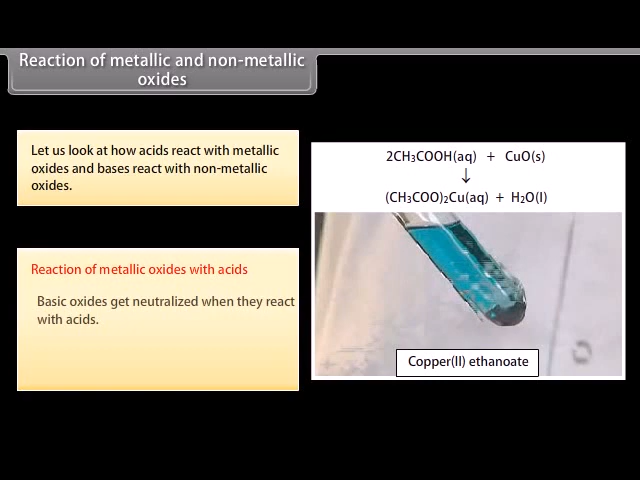 Reaction of metallic and non-metallic
oxides
Let us look at how acids react with metallic
oxides and bases react with non-metallic
oxides.
2CH₃COOH(aq) + CuO(s)
↓
(CH₃COO)₂Cu(aq) + H₂O(l)
Reaction of metallic oxides with acids
Basic oxides get neutralized when they react
with acids.
Copper(II) ethanoate